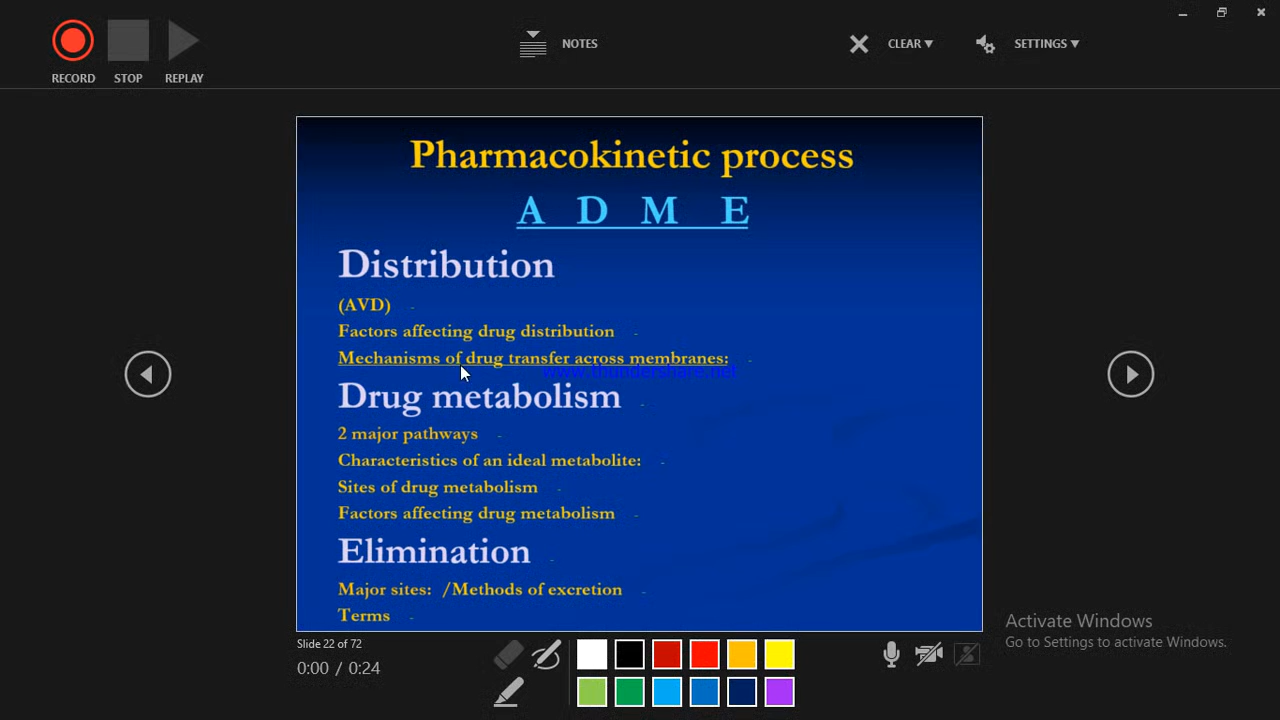 RECORD
STOP
REPLAY
NOTES
CLEAR
SETTINGS
Pharmacokinetic process
A D M E
Distribution
(AVD) -
Factors affecting drug distribution -
Mechanisms of drug transfer across membranes: -
www.thundershare.net
Drug metabolism -
2 major pathways -
Characteristics of an ideal metabolite: -
Sites of drug metabolism -
Factors affecting drug metabolism -
Elimination -
Major sites: /Methods of excretion -
Terms -
Slide 22 of 72
0:00 / 0:24
Activate Windows
Go to Settings to activate Windows.